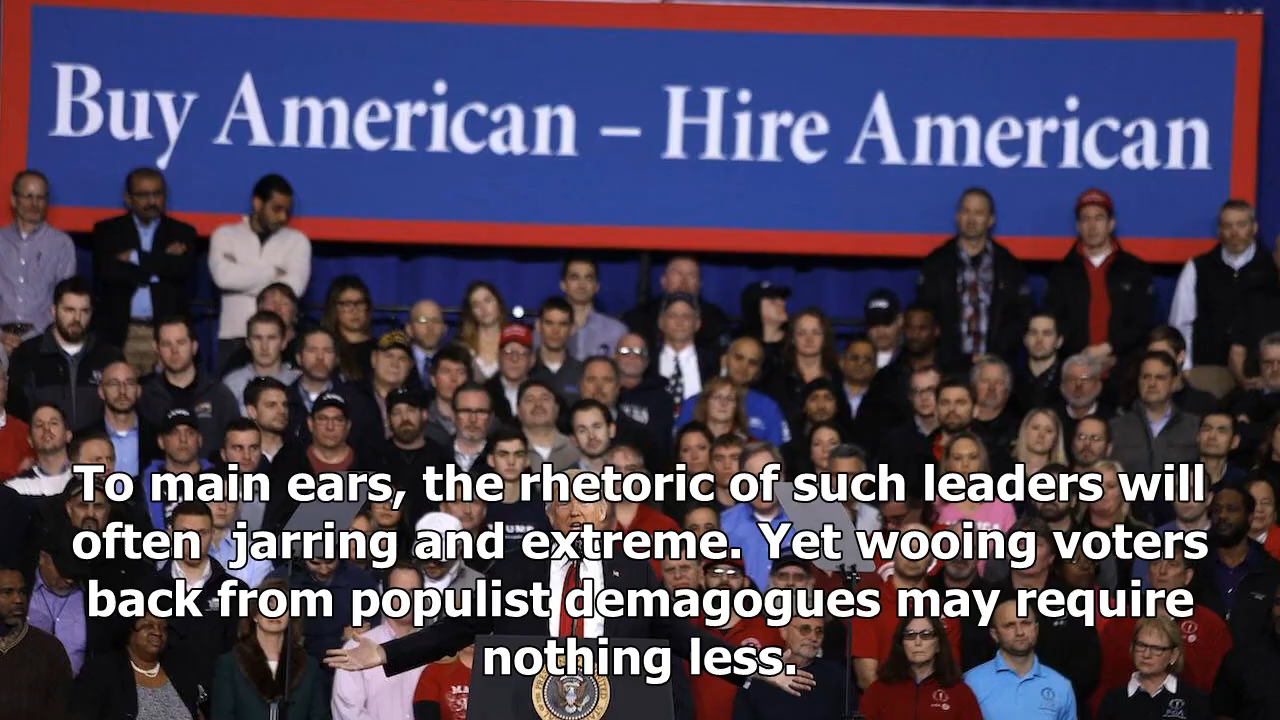 Buy American – Hire American
To main ears, the rhetoric of such leaders will
often  jarring and extreme. Yet wooing voters
back from populist demagogues may require
nothing less.